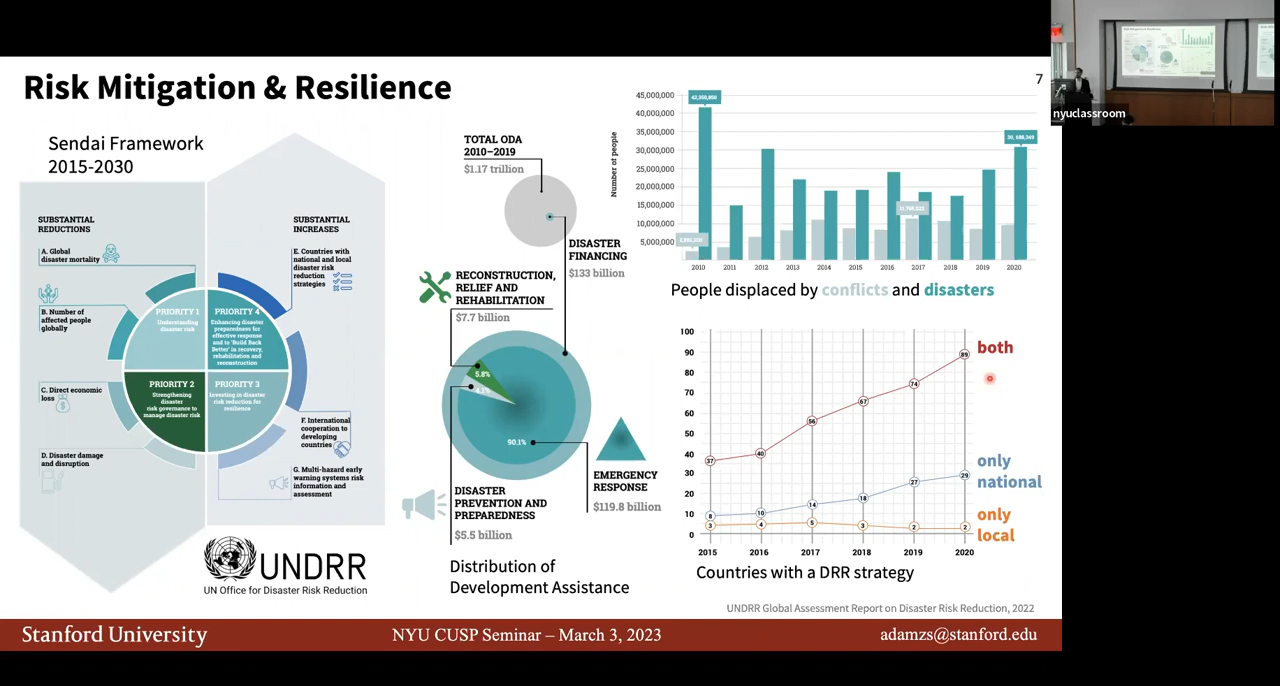 Risk Mitigation & Resilience
7
nyuclassroom
Sendai Framework
2015-2030
SUBSTANTIAL
REDUCTIONS
A. Global
disaster mortality
B. Number of
affected people
globally
C. Direct economic
loss
D. Disaster damage
and disruption
PRIORITY 1
Understanding
disaster risk
PRIORITY 4
Enhancing disaster
preparedness for
effective response
and to 'Build Back
Better' in recovery,
rehabilitation and
reconstruction
PRIORITY 2
Strengthening
disaster
risk governance to
manage disaster risk
PRIORITY 3
Investing in disaster
risk reduction for
resilience
SUBSTANTIAL
INCREASES
E. Countries with
national and local
disaster risk
reduction
strategies
F. International
cooperation to
developing
countries
G. Multi-hazard early
warning systems risk
information and
assessment
UNDRR
UN Office for Disaster Risk Reduction
TOTAL ODA
2010–2019
$1.17 trillion
DISASTER
FINANCING
$133 billion
RECONSTRUCTION,
RELIEF AND
REHABILITATION
$7.7 billion
5.8%
90.1%
EMERGENCY
RESPONSE
$119.8 billion
DISASTER
PREVENTION AND
PREPAREDNESS
$5.5 billion
Distribution of
Development Assistance
Number of people
45,000,000
40,000,000
35,000,000
30,000,000
25,000,000
20,000,000
15,000,000
10,000,000
5,000,000
2010 2011 2012 2013 2014 2015 2016 2017 2018 2019 2020
People displaced by conflicts and disasters
100
90
80
70
60
50
40
30
20
10
0
37 40 56 67 74 89
8 10 14 18 27 29
3 4 5 3 2 2
both
only
national
only
local
2015 2016 2017 2018 2019 2020
Countries with a DRR strategy
UNDRR Global Assessment Report on Disaster Risk Reduction, 2022
Stanford University
NYU CUSP Seminar – March 3, 2023
adamzs@stanford.edu